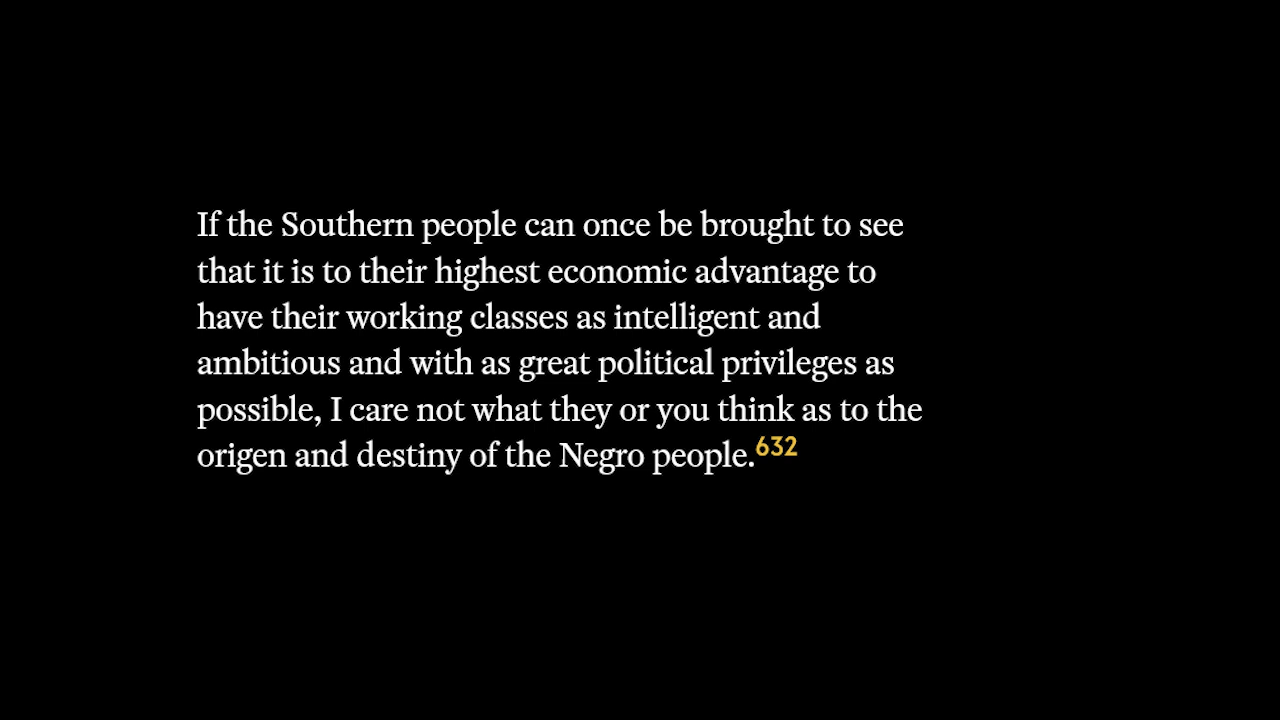 If the Southern people can once be brought to see
that it is to their highest economic advantage to
have their working classes as intelligent and
ambitious and with as great political privileges as
possible, I care not what they or you think as to the
origen and destiny of the Negro people.632